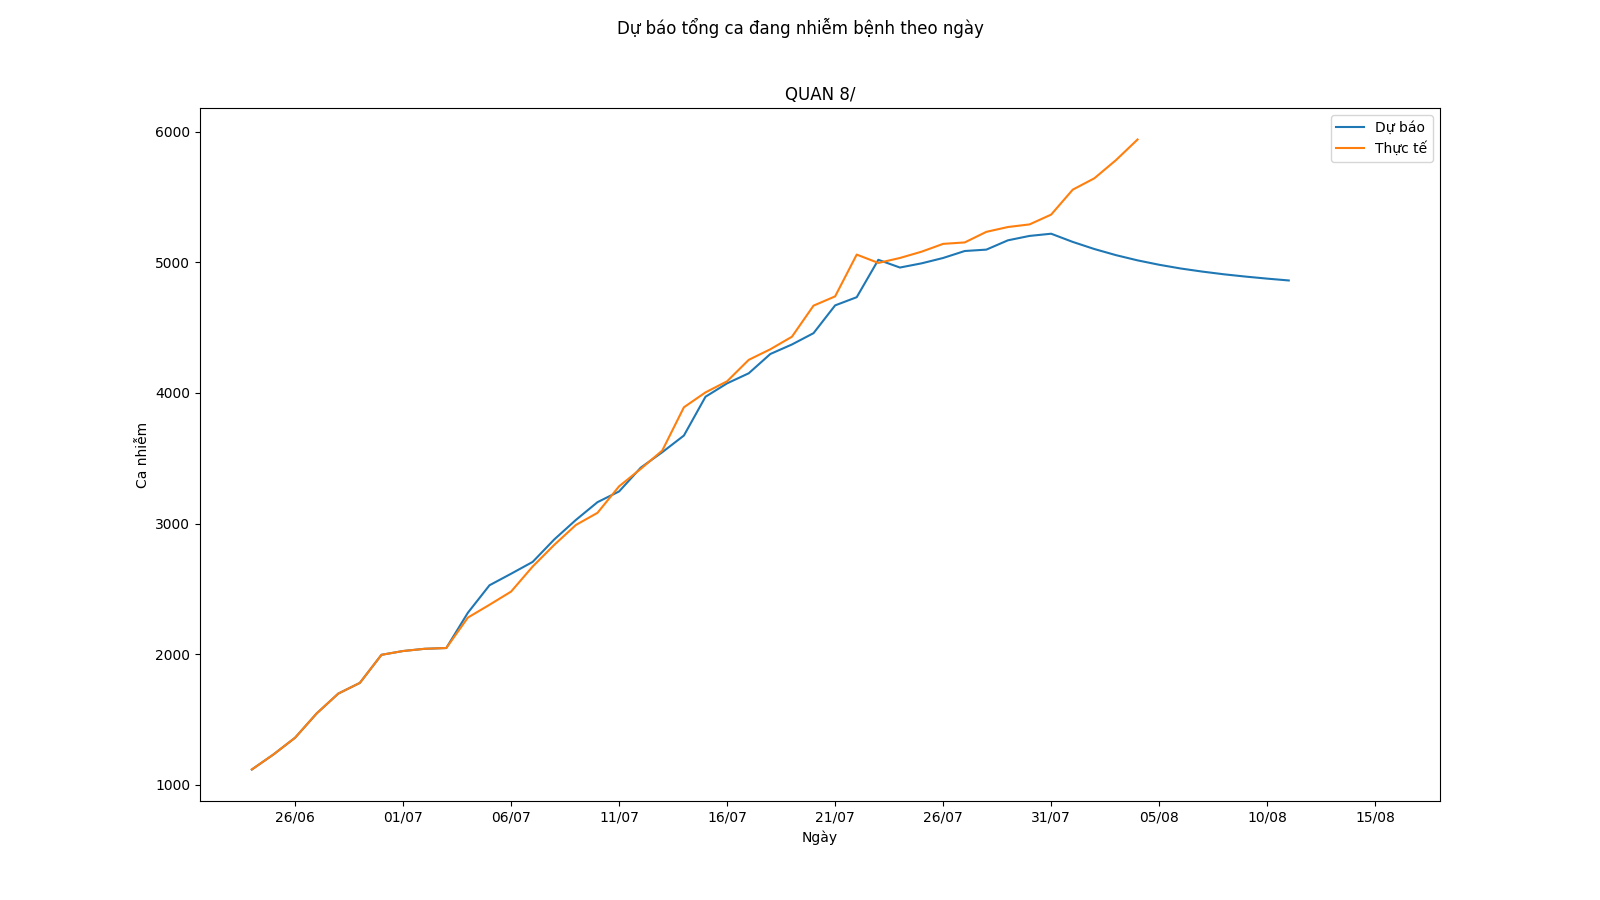 Dự báo tổng ca đang nhiễm bệnh theo ngày
QUAN 8/
Dự báo
Thực tế
6000
5000
4000
3000
2000
1000
Ca nhiễm
26/06 01/07 06/07 11/07 16/07 21/07 26/07 31/07 05/08 10/08 15/08
Ngày